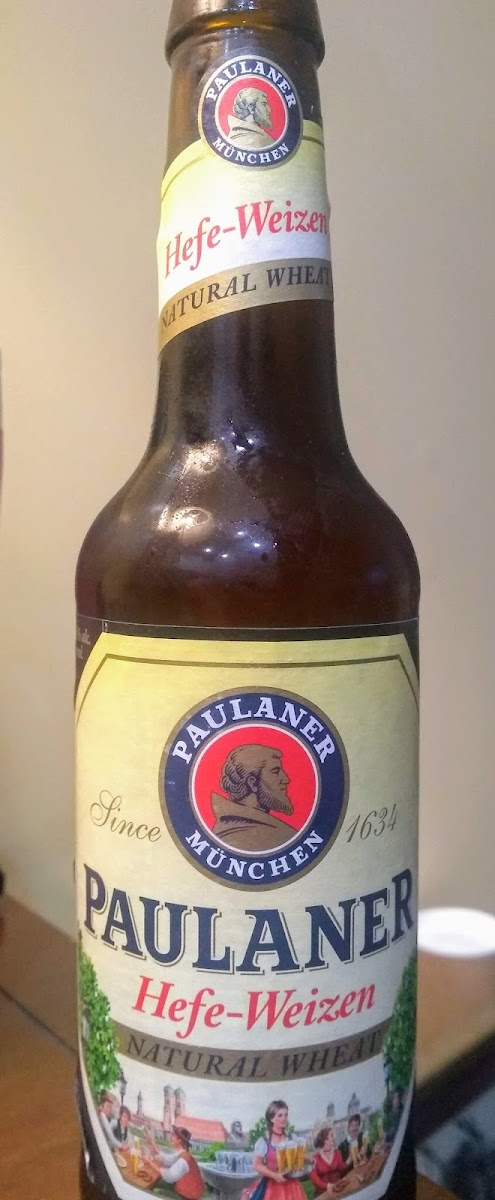 PAULANER
MÜNCHEN
Hefe-Weizen
NATURAL WHEAT
PAULANER
MÜNCHEN
Since 1634
PAULANER
Hefe-Weizen
NATURAL WHEAT